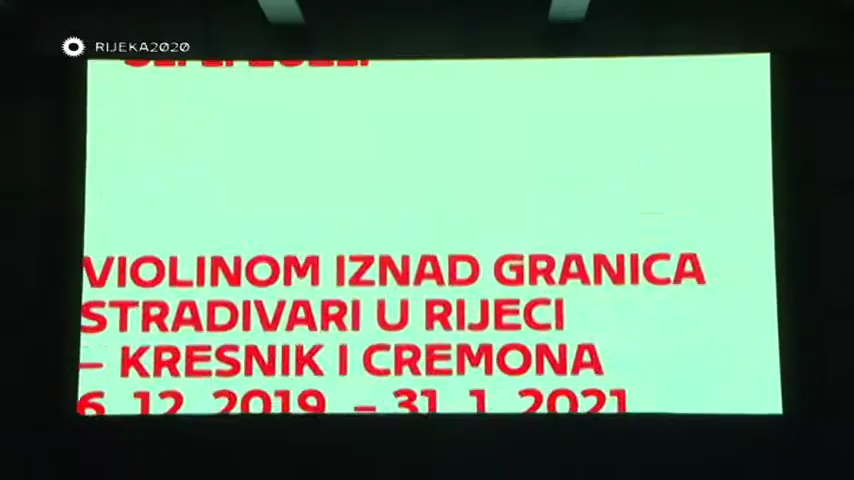 RIJEKA2020
VIOLINOM IZNAD GRANICA
STRADIVARI U RIJECI
– KRESNIK I CREMONA
6. 12. 2019. – 31. 1. 2021.